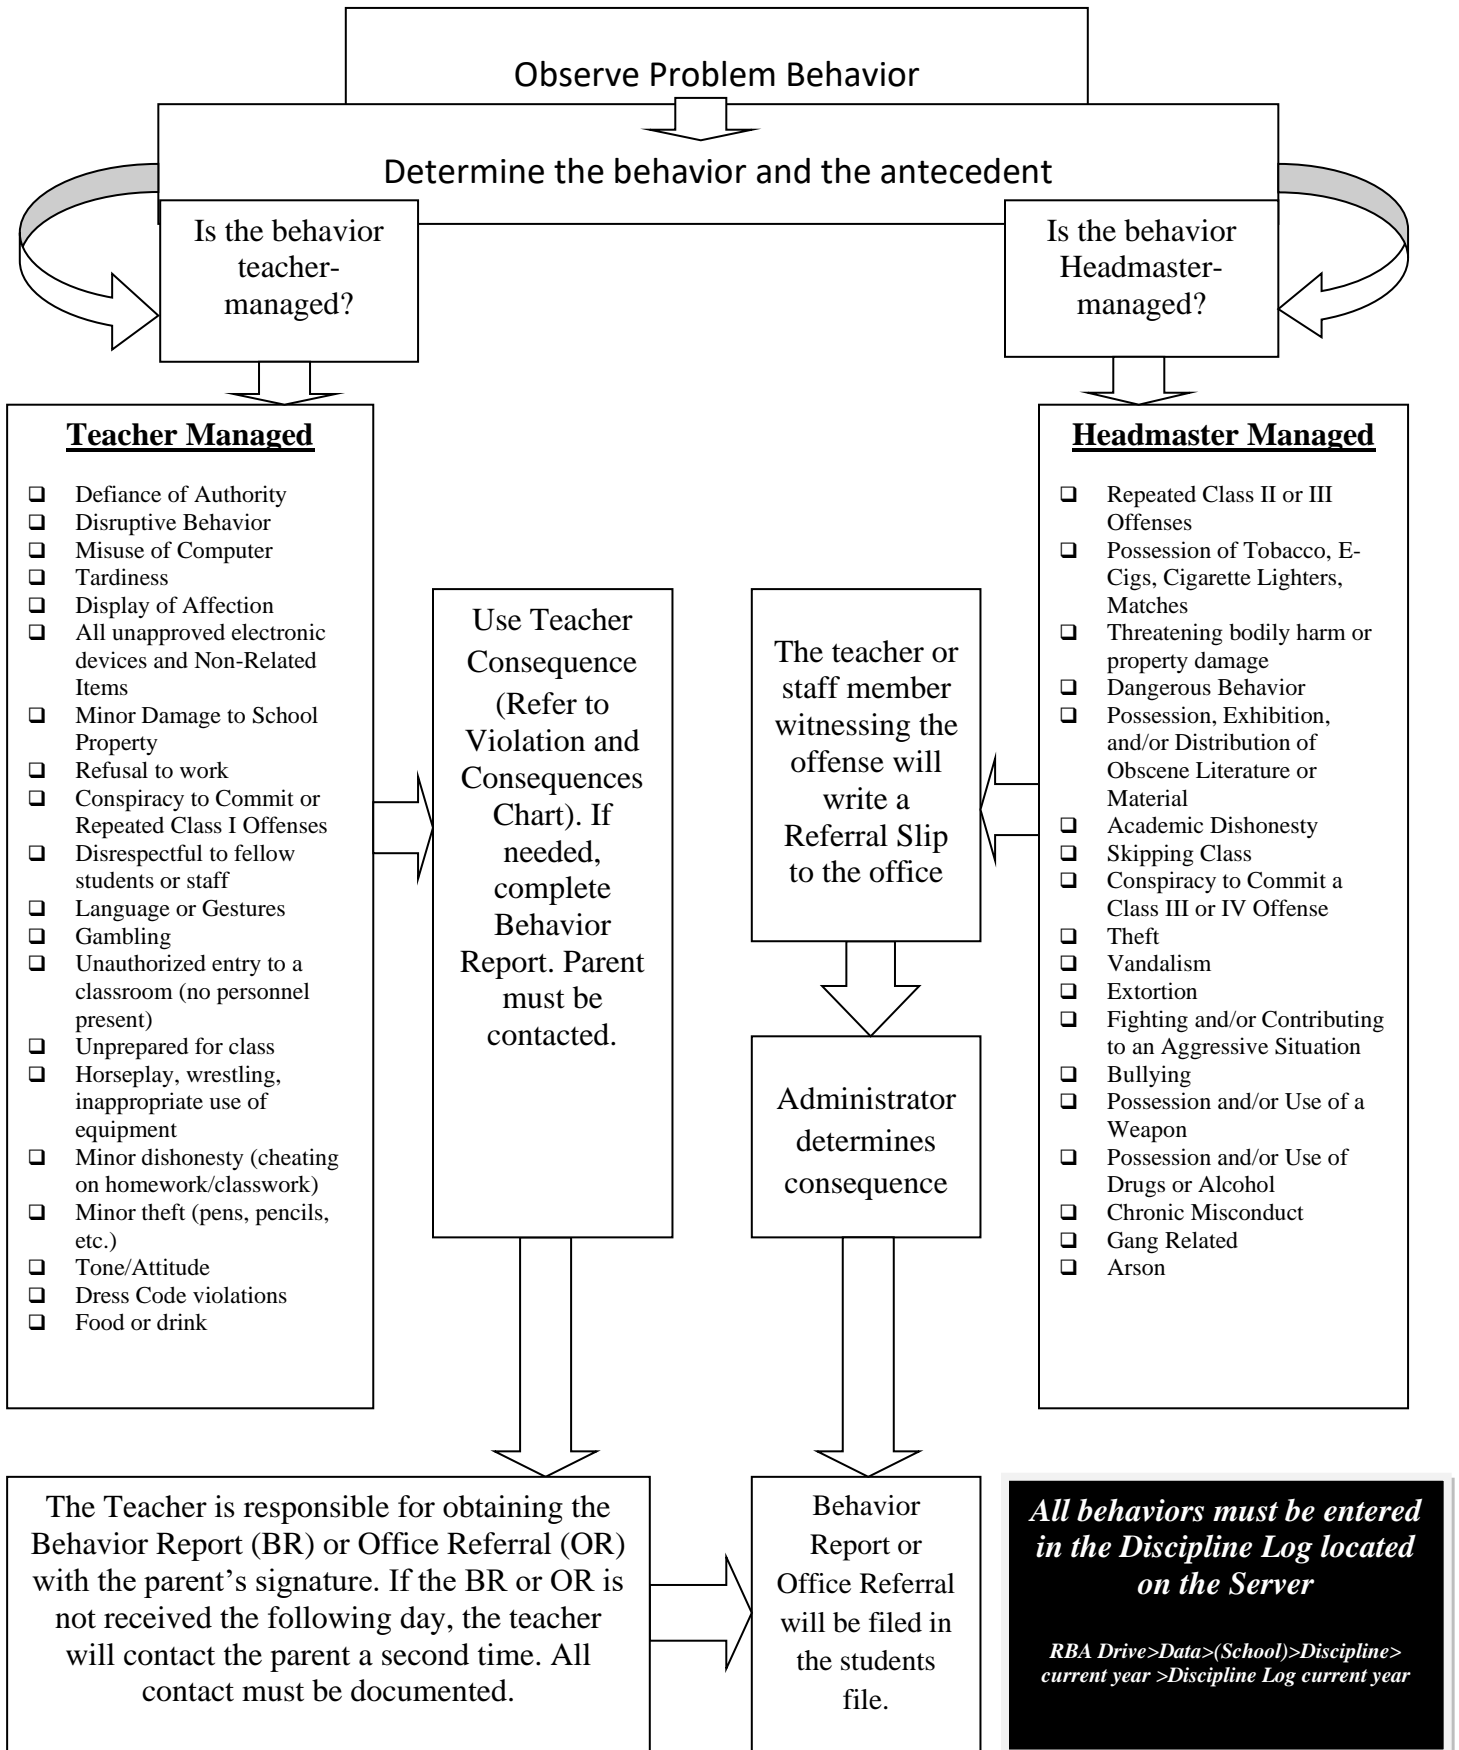 Observe Problem Behavior
Determine the behavior and the antecedent
Is the behavior
teacher-
managed?
Is the behavior
Headmaster-
managed?
Teacher Managed
❑ Defiance of Authority
❑ Disruptive Behavior
❑ Misuse of Computer
❑ Tardiness
❑ Display of Affection
❑ All unapproved electronic
devices and Non-Related
Items
❑ Minor Damage to School
Property
❑ Refusal to work
❑ Conspiracy to Commit or
Repeated Class I Offenses
❑ Disrespectful to fellow
students or staff
❑ Language or Gestures
❑ Gambling
❑ Unauthorized entry to a
classroom (no personnel
present)
❑ Unprepared for class
❑ Horseplay, wrestling,
inappropriate use of
equipment
❑ Minor dishonesty (cheating
on homework/classwork)
❑ Minor theft (pens, pencils,
etc.)
❑ Tone/Attitude
❑ Dress Code violations
❑ Food or drink
Use Teacher
Consequence
(Refer to
Violation and
Consequences
Chart). If
needed,
complete
Behavior
Report. Parent
must be
contacted.
The teacher or
staff member
witnessing the
offense will
write a
Referral Slip
to the office
Administrator
determines
consequence
Headmaster Managed
❑ Repeated Class II or III
Offenses
❑ Possession of Tobacco, E-
Cigs, Cigarette Lighters,
Matches
❑ Threatening bodily harm or
property damage
❑ Dangerous Behavior
❑ Possession, Exhibition,
and/or Distribution of
Obscene Literature or
Material
❑ Academic Dishonesty
❑ Skipping Class
❑ Conspiracy to Commit a
Class III or IV Offense
❑ Theft
❑ Vandalism
❑ Extortion
❑ Fighting and/or Contributing
to an Aggressive Situation
❑ Bullying
❑ Possession and/or Use of a
Weapon
❑ Possession and/or Use of
Drugs or Alcohol
❑ Chronic Misconduct
❑ Gang Related
❑ Arson
The Teacher is responsible for obtaining the
Behavior Report (BR) or Office Referral (OR)
with the parent’s signature. If the BR or OR is
not received the following day, the teacher
will contact the parent a second time. All
contact must be documented.
Behavior
Report or
Office Referral
will be filed in
the students
file.
All behaviors must be entered
in the Discipline Log located
on the Server
RBA Drive>Data>(School)>Discipline>
current year >Discipline Log current year